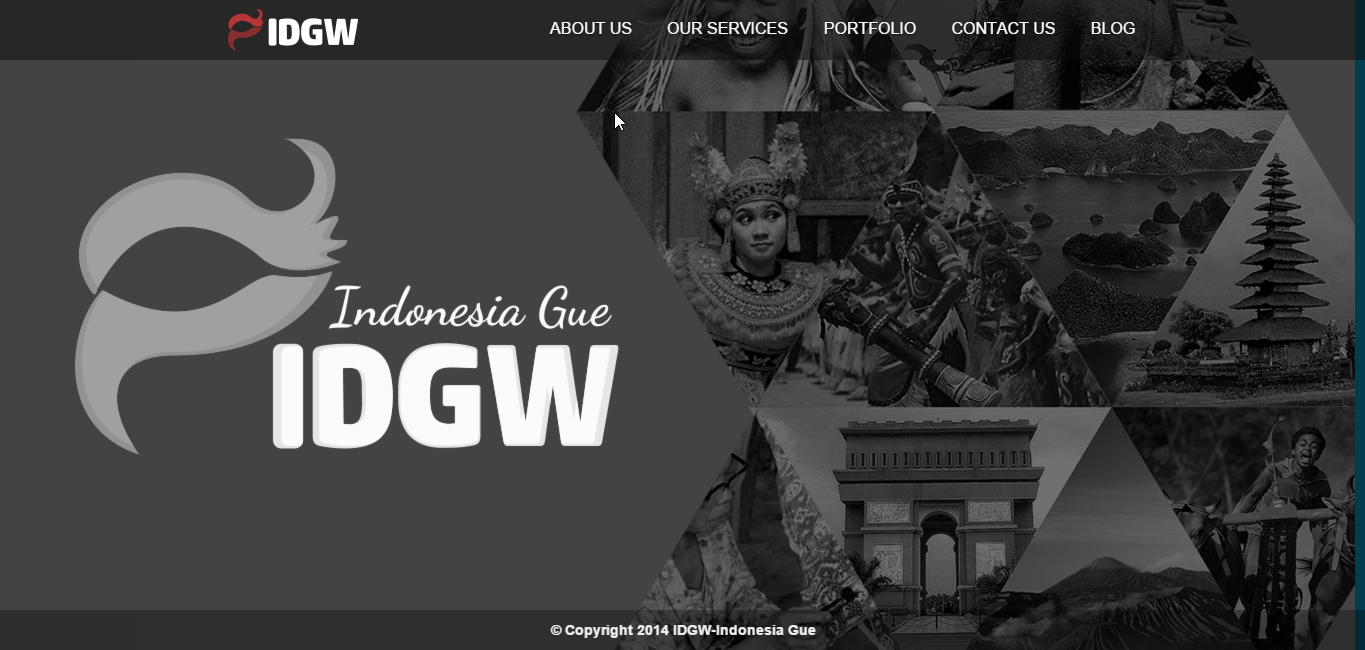 IDGW
ABOUT US OUR SERVICES PORTFOLIO CONTACT US BLOG
Indonesia Gue
IDGW
© Copyright 2014 IDGW-Indonesia Gue